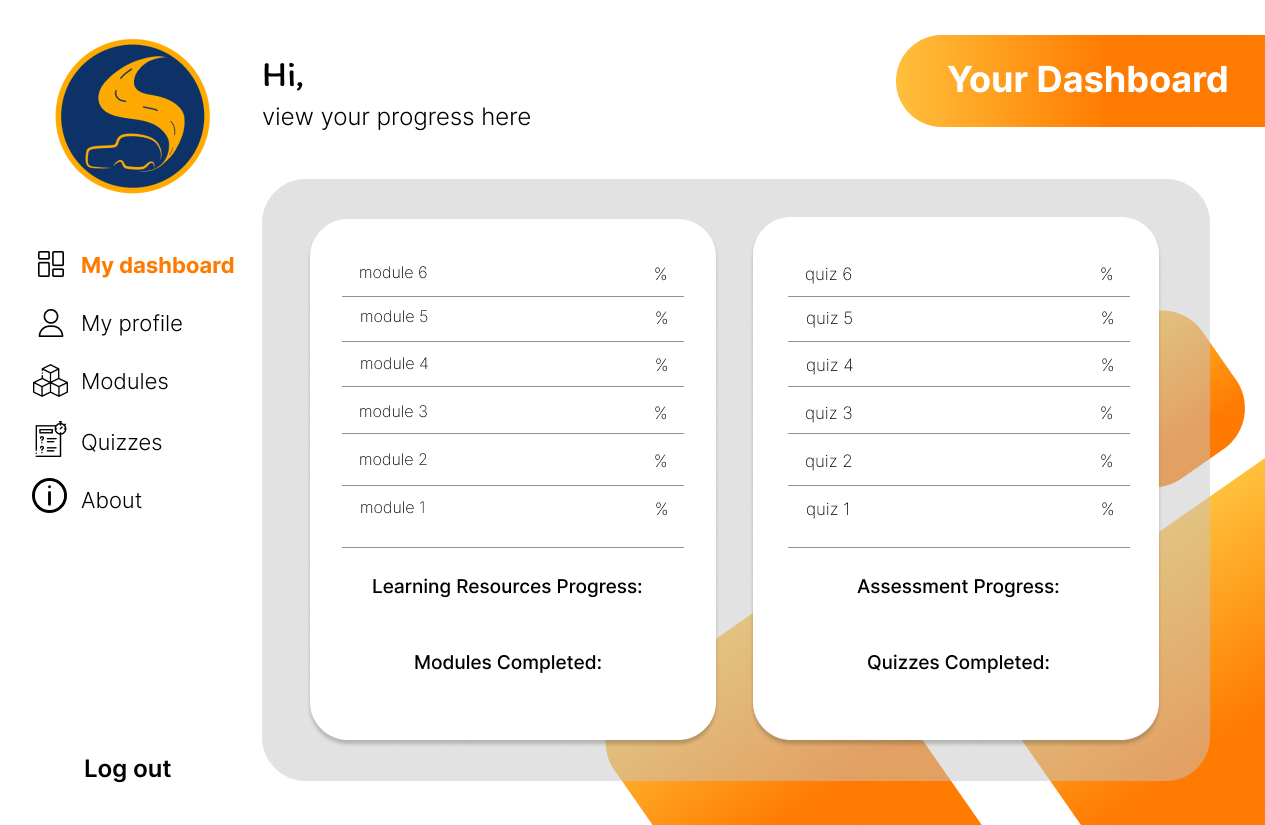 Hi,
view your progress here
Your Dashboard
My dashboard
My profile
Modules
Quizzes
About
Log out
module 6 %
module 5 %
module 4 %
module 3 %
module 2 %
module 1 %
Learning Resources Progress:
Modules Completed:
quiz 6 %
quiz 5 %
quiz 4 %
quiz 3 %
quiz 2 %
quiz 1 %
Assessment Progress:
Quizzes Completed: